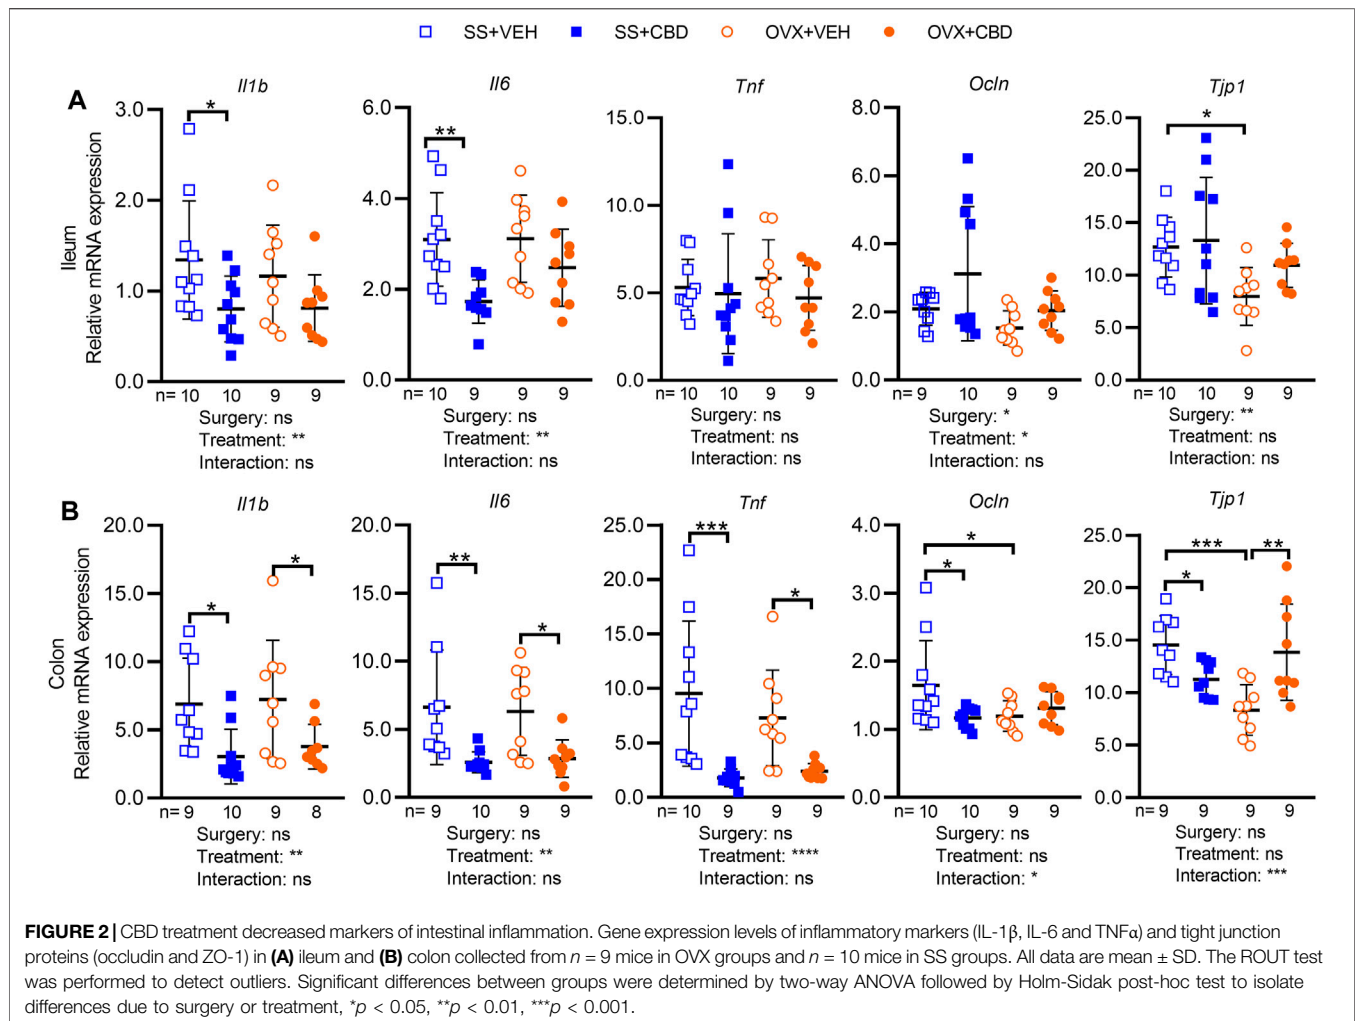 SS+VEH SS+CBD OVX+VEH OVX+CBD
A
Il1b Il6 Tnf Ocln Tjp1
Ileum
Relative mRNA expression
3.0
2.0
1.0
0.0
*
n= 10 10 9 9
Surgery: ns
Treatment: **
Interaction: ns
6.0
4.0
2.0
0.0
**
n= 10 9 9 9
Surgery: ns
Treatment: **
Interaction: ns
15.0
10.0
5.0
0.0
n= 10 10 9 9
Surgery: ns
Treatment: ns
Interaction: ns
8.0
6.0
4.0
2.0
0.0
n= 9 10 9 9
Surgery: *
Treatment: *
Interaction: ns
25.0
20.0
15.0
10.0
5.0
0.0
*
n= 10 10 9 9
Surgery: **
Treatment: ns
Interaction: ns
B
Il1b Il6 Tnf Ocln Tjp1
Colon
Relative mRNA expression
20.0
15.0
10.0
5.0
0.0
* *
n= 9 10 9 8
Surgery: ns
Treatment: **
Interaction: ns
20.0
15.0
10.0
5.0
0.0
** *
n= 9 10 9 9
Surgery: ns
Treatment: **
Interaction: ns
25.0
20.0
15.0
10.0
5.0
0.0
*** *
n= 10 9 9 9
Surgery: ns
Treatment: ****
Interaction: ns
4.0
3.0
2.0
1.0
0.0
*
*
n= 10 9 9 9
Surgery: ns
Treatment: ns
Interaction: *
25.0
20.0
15.0
10.0
5.0
0.0
*** **
*
n= 9 9 9 9
Surgery: ns
Treatment: ns
Interaction: ***
FIGURE 2 | CBD treatment decreased markers of intestinal inflammation. Gene expression levels of inflammatory markers (IL-1β, IL-6 and TNFα) and tight junction
proteins (occludin and ZO-1) in (A) ileum and (B) colon collected from n = 9 mice in OVX groups and n = 10 mice in SS groups. All data are mean ± SD. The ROUT test
was performed to detect outliers. Significant differences between groups were determined by two-way ANOVA followed by Holm-Sidak post-hoc test to isolate
differences due to surgery or treatment, *p < 0.05, **p < 0.01, ***p < 0.001.